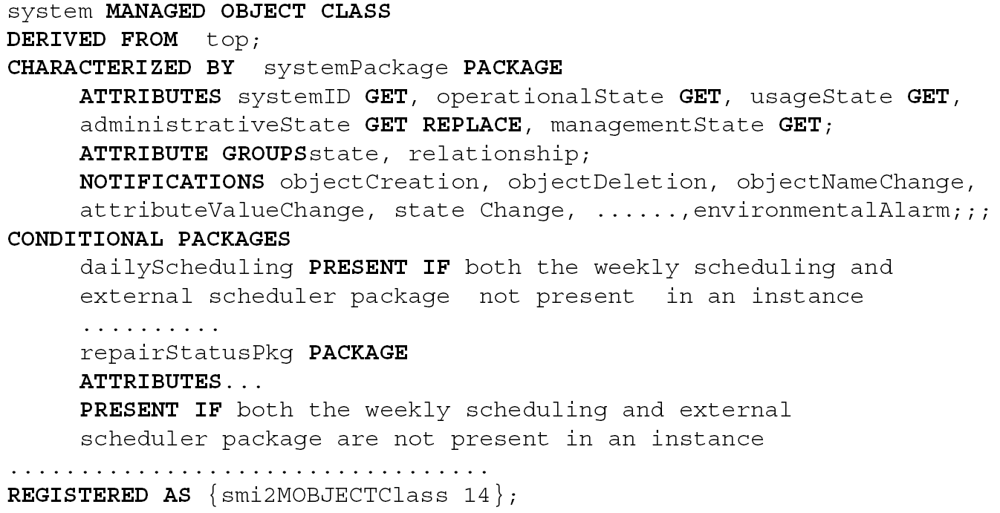 system MANAGED OBJECT CLASS
DERIVED FROM top;
CHARACTERIZED BY systemPackage PACKAGE
ATTRIBUTES systemID GET, operationalState GET, usageState GET,
administrativeState GET REPLACE, managementState GET;
ATTRIBUTE GROUPSstate, relationship;
NOTIFICATIONS objectCreation, objectDeletion, objectNameChange,
attributeValueChange, state Change, ......,environmentalAlarm;;;
CONDITIONAL PACKAGES
dailyScheduling PRESENT IF both the weekly scheduling and
external scheduler package not present in an instance
..........
repairStatusPkg PACKAGE
ATTRIBUTES...
PRESENT IF both the weekly scheduling and external
scheduler package are not present in an instance
..................................
REGISTERED AS {smi2MOBJECTClass 14};